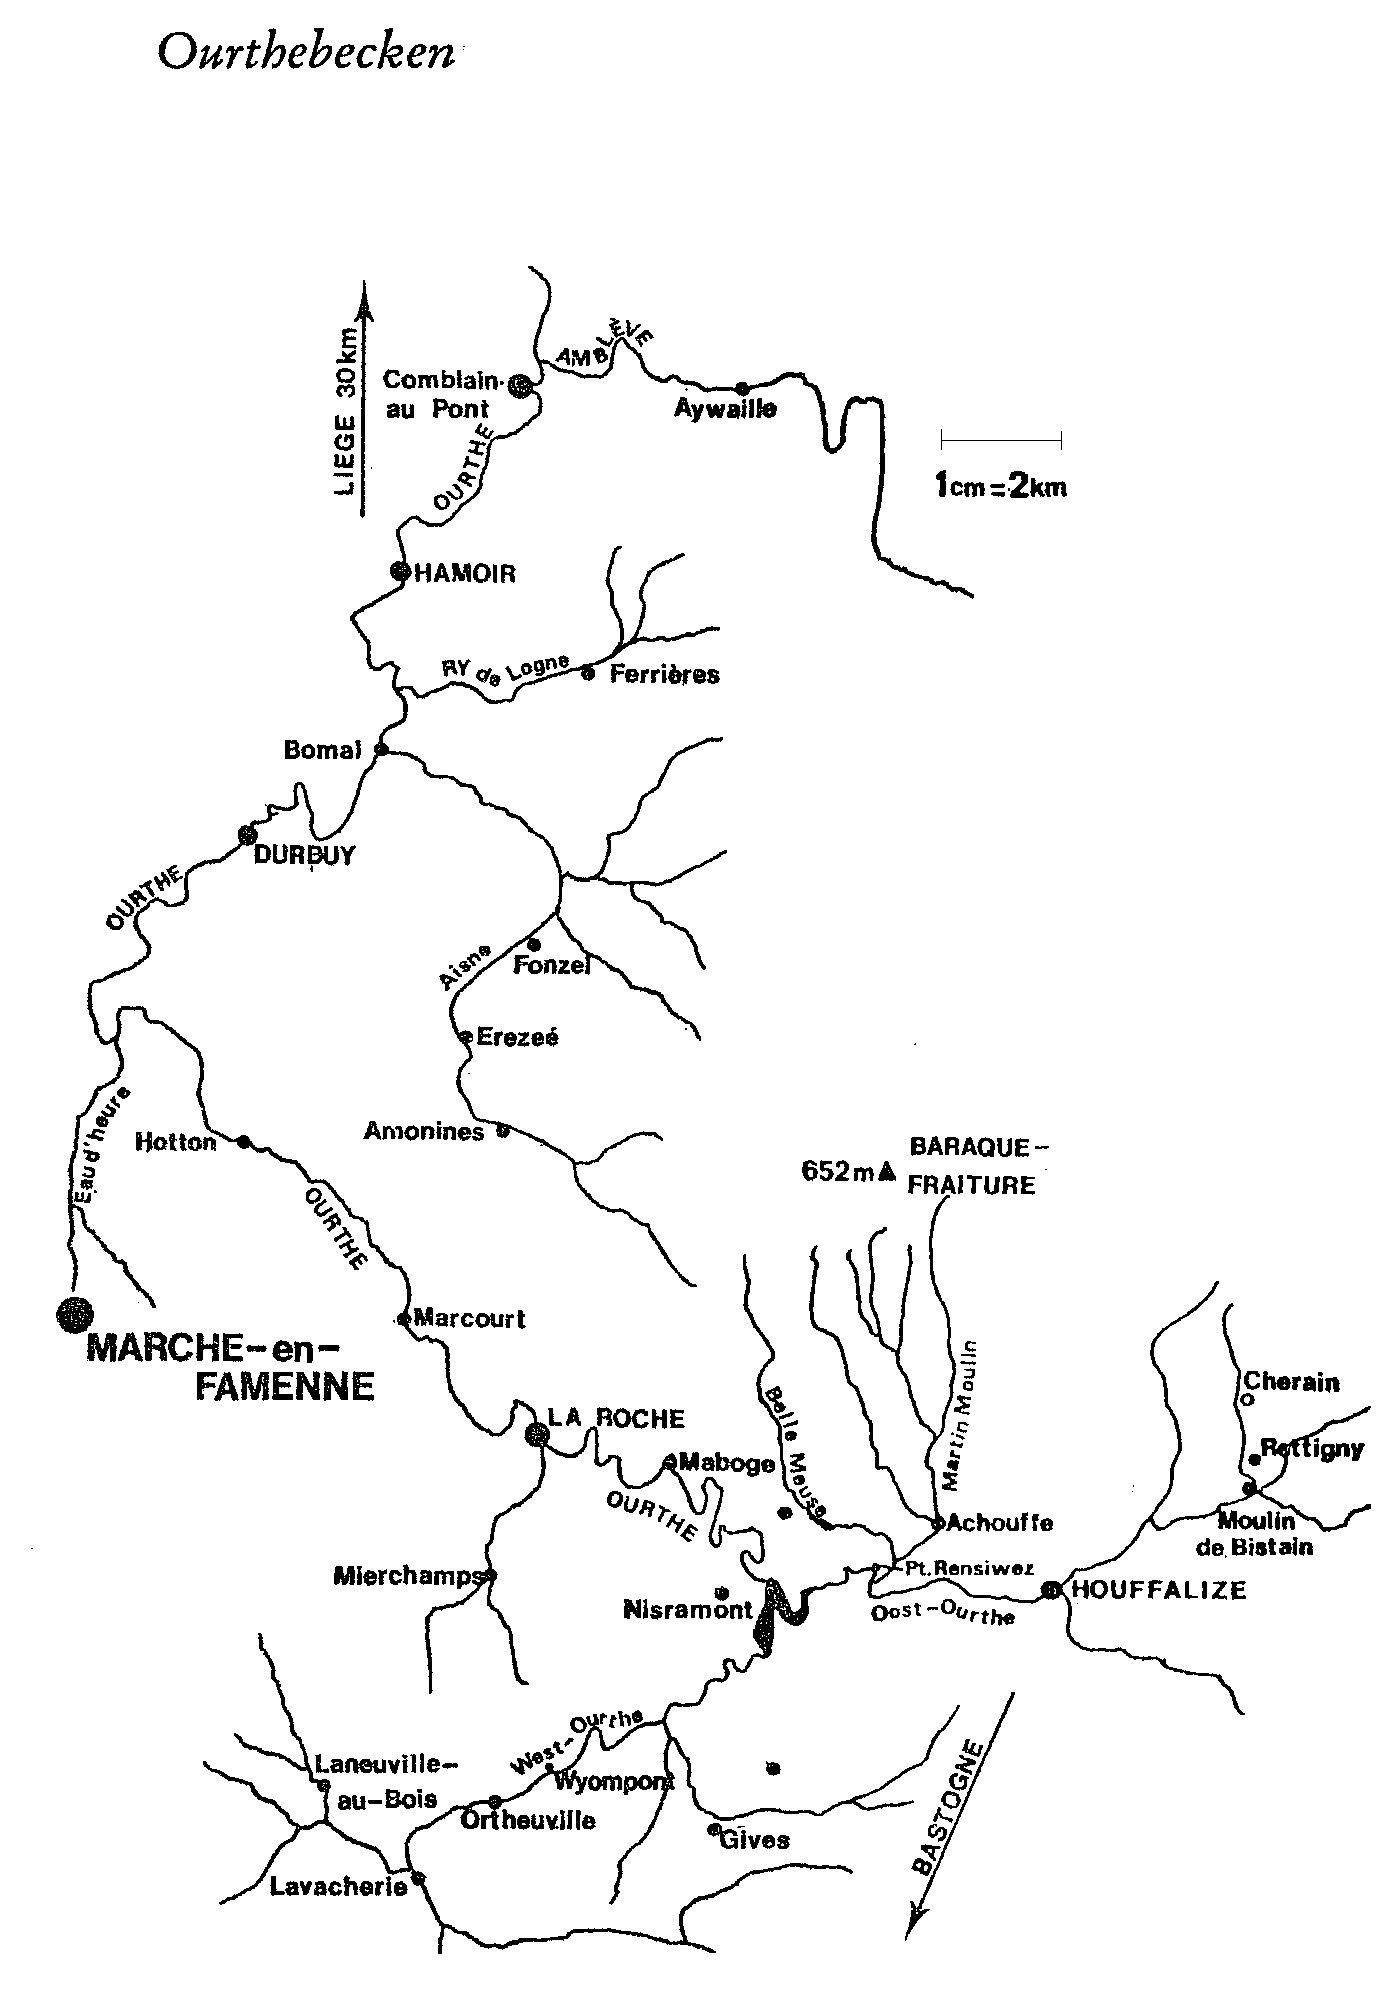 Ourthebecken
LIEGE 30km
AMBLÈVE
Comblain-
au Pont
Aywaille
OURTHE
1cm=2km
HAMOIR
RY de Logne
Ferrières
Bomal
DURBUY
OURTHE
Aisne
Fonzel
Erezeé
Eau d'heure
Amonines
Hotton
BARAQUE-
652m FRAITURE
OURTHE
MARCHE-en-
FAMENNE
Marcourt
Cherain
LA ROCHE
Belle Meuse
Martin Moulin
Rettigny
Maboge
OURTHE
Achouffe
Moulin
de Bistain
Mierchamps
Pt.Rensiwez
HOUFFALIZE
Nisramont
Oost-Ourthe
West-Ourthe
Laneuville-
au-Bois
Wyompont
Ortheuville
Gives
BASTOGNE
Lavacherie